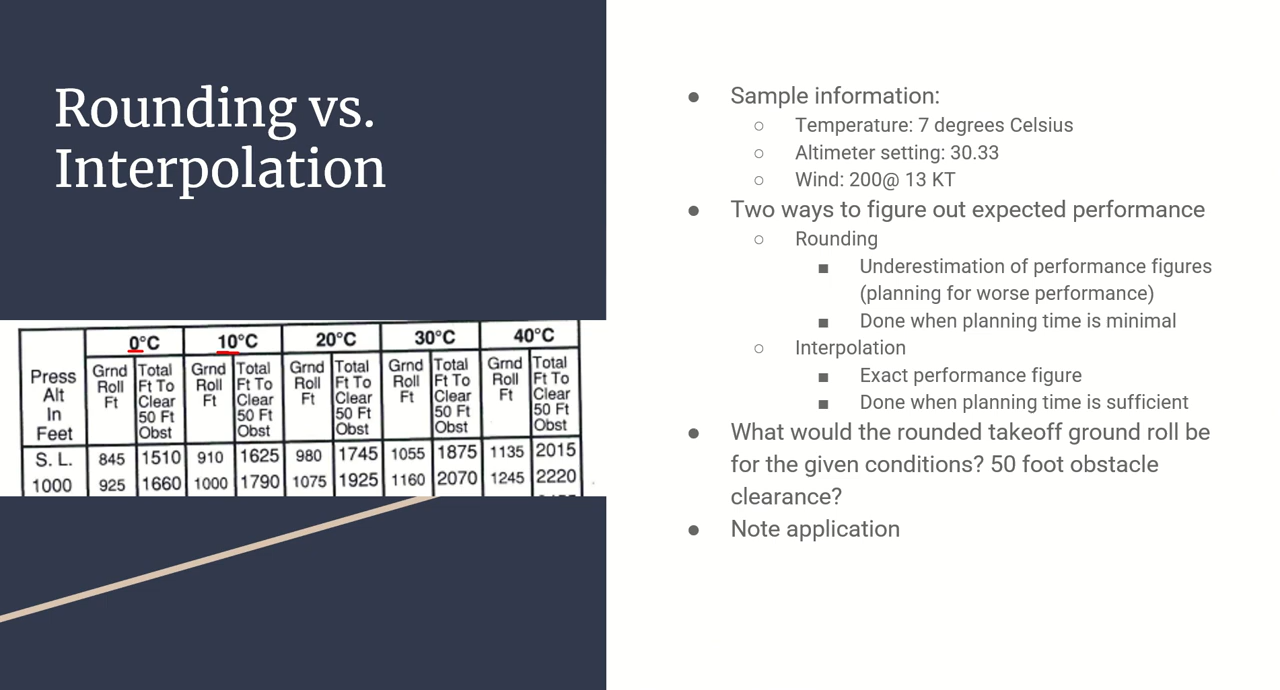 Rounding vs.
Interpolation
0°C 10°C 20°C 30°C 40°C
Press Alt In Feet Grnd Roll Ft Total Ft To Clear 50 Ft Obst Grnd Roll Ft Total Ft To Clear 50 Ft Obst Grnd Roll Ft Total Ft To Clear 50 Ft Obst Grnd Roll Ft Total Ft To Clear 50 Ft Obst Grnd Roll Ft Total Ft To Clear 50 Ft Obst
S. L. 845 1510 910 1625 980 1745 1055 1875 1135 2015
1000 925 1660 1000 1790 1075 1925 1160 2070 1245 2220
● Sample information:
○ Temperature: 7 degrees Celsius
○ Altimeter setting: 30.33
○ Wind: 200@ 13 KT
● Two ways to figure out expected performance
○ Rounding
■ Underestimation of performance figures
(planning for worse performance)
■ Done when planning time is minimal
○ Interpolation
■ Exact performance figure
■ Done when planning time is sufficient
● What would the rounded takeoff ground roll be
for the given conditions? 50 foot obstacle
clearance?
● Note application